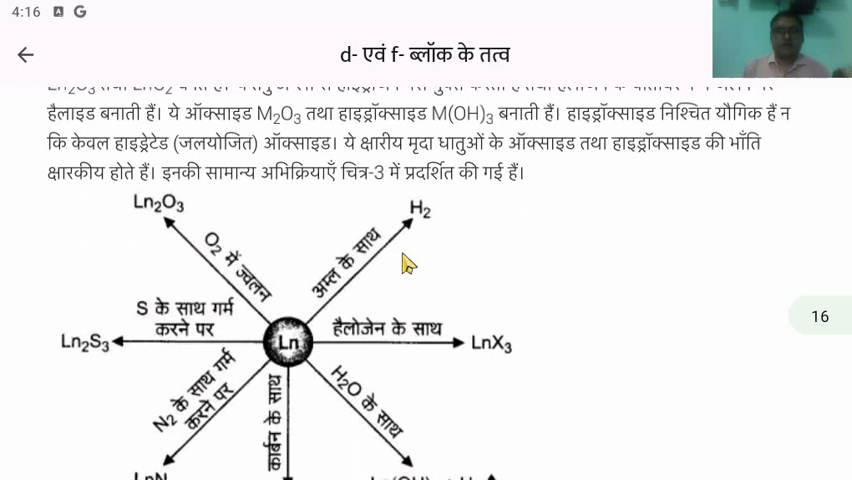 4:16 A G
d- एवं f- ब्लॉक के तत्व
हैलाइड बनाती हैं। ये ऑक्साइड M₂O₃ तथा हाइड्रॉक्साइड M(OH)₃ बनाती हैं। हाइड्रॉक्साइड निश्चित यौगिक हैं न
कि केवल हाइड्रेटेड (जलयोजित) ऑक्साइड। ये क्षारीय मृदा धातुओं के ऑक्साइड तथा हाइड्रॉक्साइड की भाँति
क्षारकीय होते हैं। इनकी सामान्य अभिक्रियाएँ चित्र-3 में प्रदर्शित की गई हैं।
Ln₂O₃
H₂
O₂ में ज्वलन
अम्ल के साथ
S के साथ गर्म
करने पर
हैलोजेन के साथ
16
Ln₂S₃
Ln
LnX₃
N₂ के साथ गर्म
करने पर
कार्बन के साथ
H₂O के साथ
LnN